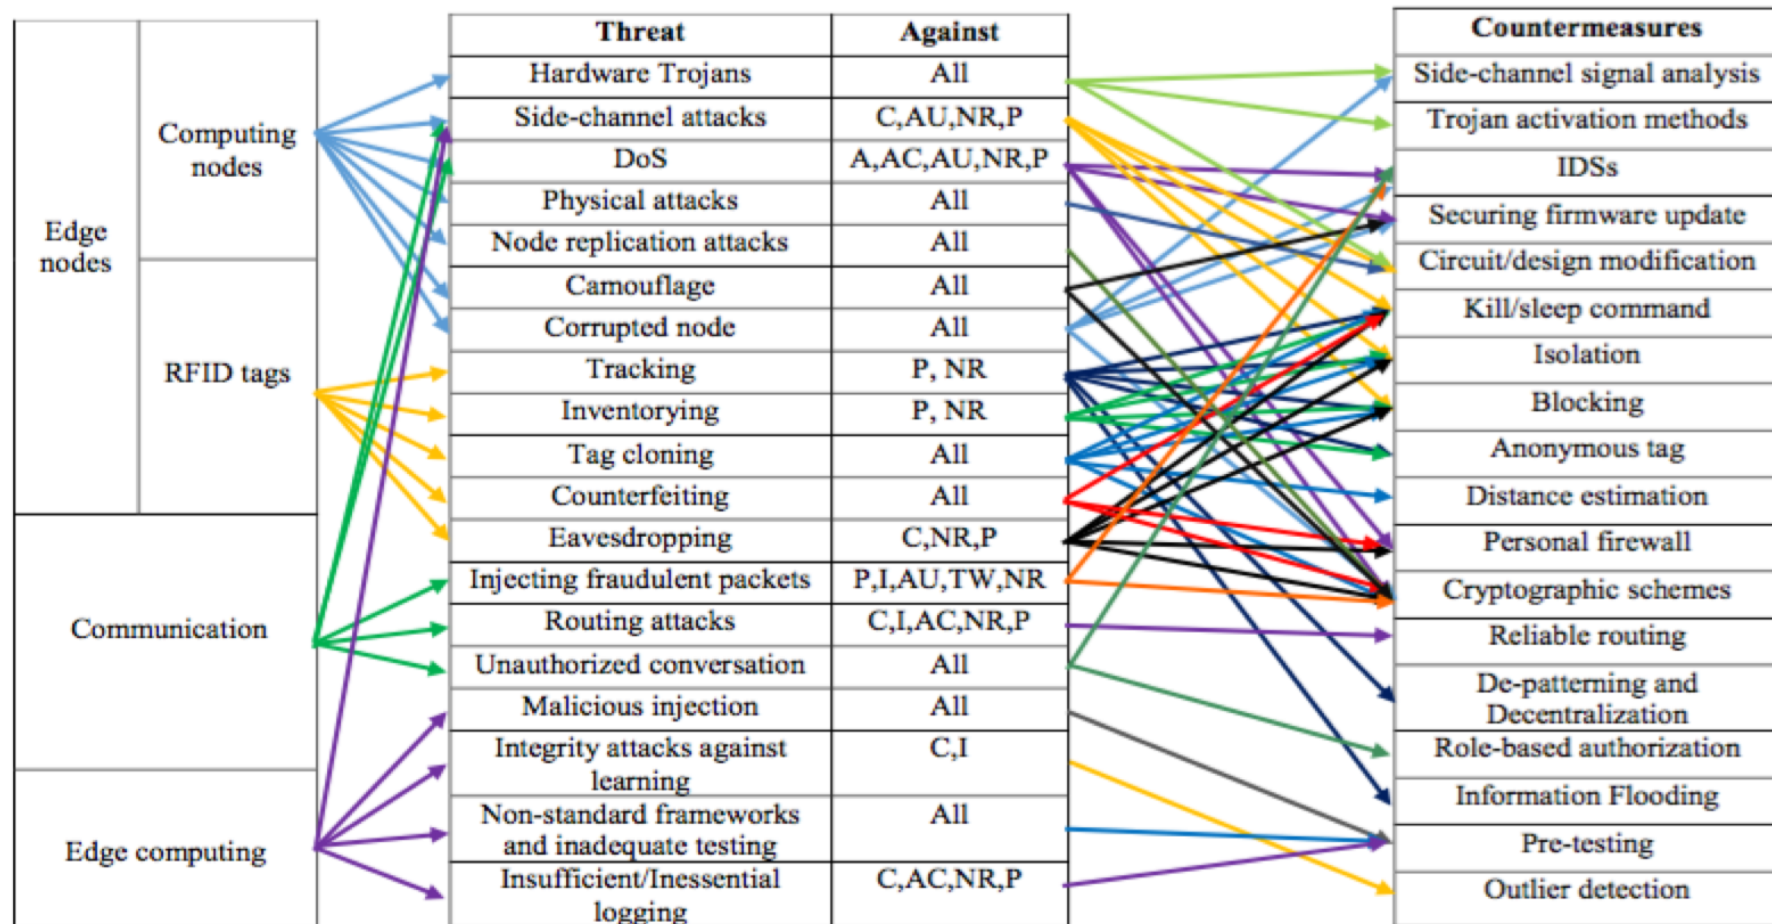 Edge
nodes
Computing
nodes
RFID tags
Communication
Edge computing
Threat Against
Hardware Trojans All
Side-channel attacks C,AU,NR,P
DoS A,AC,AU,NR,P
Physical attacks All
Node replication attacks All
Camouflage All
Corrupted node All
Tracking P, NR
Inventorying P, NR
Tag cloning All
Counterfeiting All
Eavesdropping C,NR,P
Injecting fraudulent packets P,I,AU,TW,NR
Routing attacks C,I,AC,NR,P
Unauthorized conversation All
Malicious injection All
Integrity attacks against C,I
learning
Non-standard frameworks All
and inadequate testing
Insufficient/Inessential C,AC,NR,P
logging
Countermeasures
Side-channel signal analysis
Trojan activation methods
IDSs
Securing firmware update
Circuit/design modification
Kill/sleep command
Isolation
Blocking
Anonymous tag
Distance estimation
Personal firewall
Cryptographic schemes
Reliable routing
De-patterning and
Decentralization
Role-based authorization
Information Flooding
Pre-testing
Outlier detection